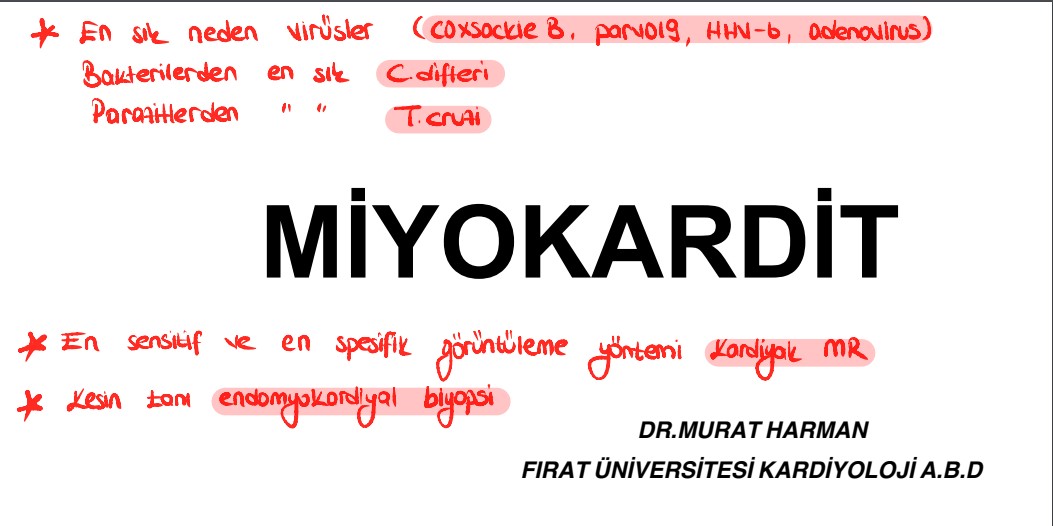 * En sık neden virüsler (coxsackie B, parvo19, HHV-6, adenovirus)
Bakterilerden en sık C.difteri
Parazitlerden " " T.cruzi
MİYOKARDİT
* En sensitif ve en spesifik görüntüleme yöntemi Kardiyak MR
* Kesin tanı endomyokardiyal biyopsi
DR.MURAT HARMAN
FIRAT ÜNİVERSİTESİ KARDİYOLOJİ A.B.D